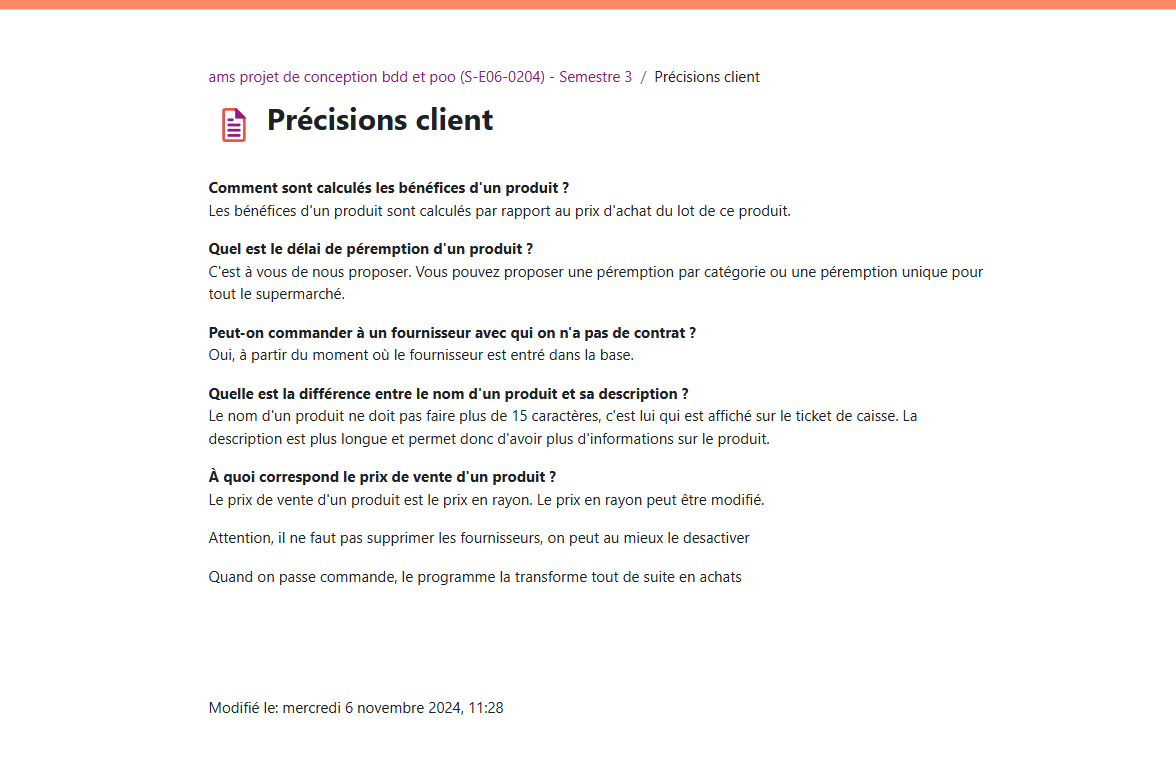 ams projet de conception bdd et poo (S-E06-0204) - Semestre 3 / Précisions client
Précisions client
Comment sont calculés les bénéfices d'un produit ?
Les bénéfices d'un produit sont calculés par rapport au prix d'achat du lot de ce produit.
Quel est le délai de péremption d'un produit ?
C'est à vous de nous proposer. Vous pouvez proposer une péremption par catégorie ou une péremption unique pour
tout le supermarché.
Peut-on commander à un fournisseur avec qui on n'a pas de contrat ?
Oui, à partir du moment où le fournisseur est entré dans la base.
Quelle est la différence entre le nom d'un produit et sa description ?
Le nom d'un produit ne doit pas faire plus de 15 caractères, c'est lui qui est affiché sur le ticket de caisse. La
description est plus longue et permet donc d'avoir plus d'informations sur le produit.
À quoi correspond le prix de vente d'un produit ?
Le prix de vente d'un produit est le prix en rayon. Le prix en rayon peut être modifié.
Attention, il ne faut pas supprimer les fournisseurs, on peut au mieux le desactiver
Quand on passe commande, le programme la transforme tout de suite en achats
Modifié le: mercredi 6 novembre 2024, 11:28